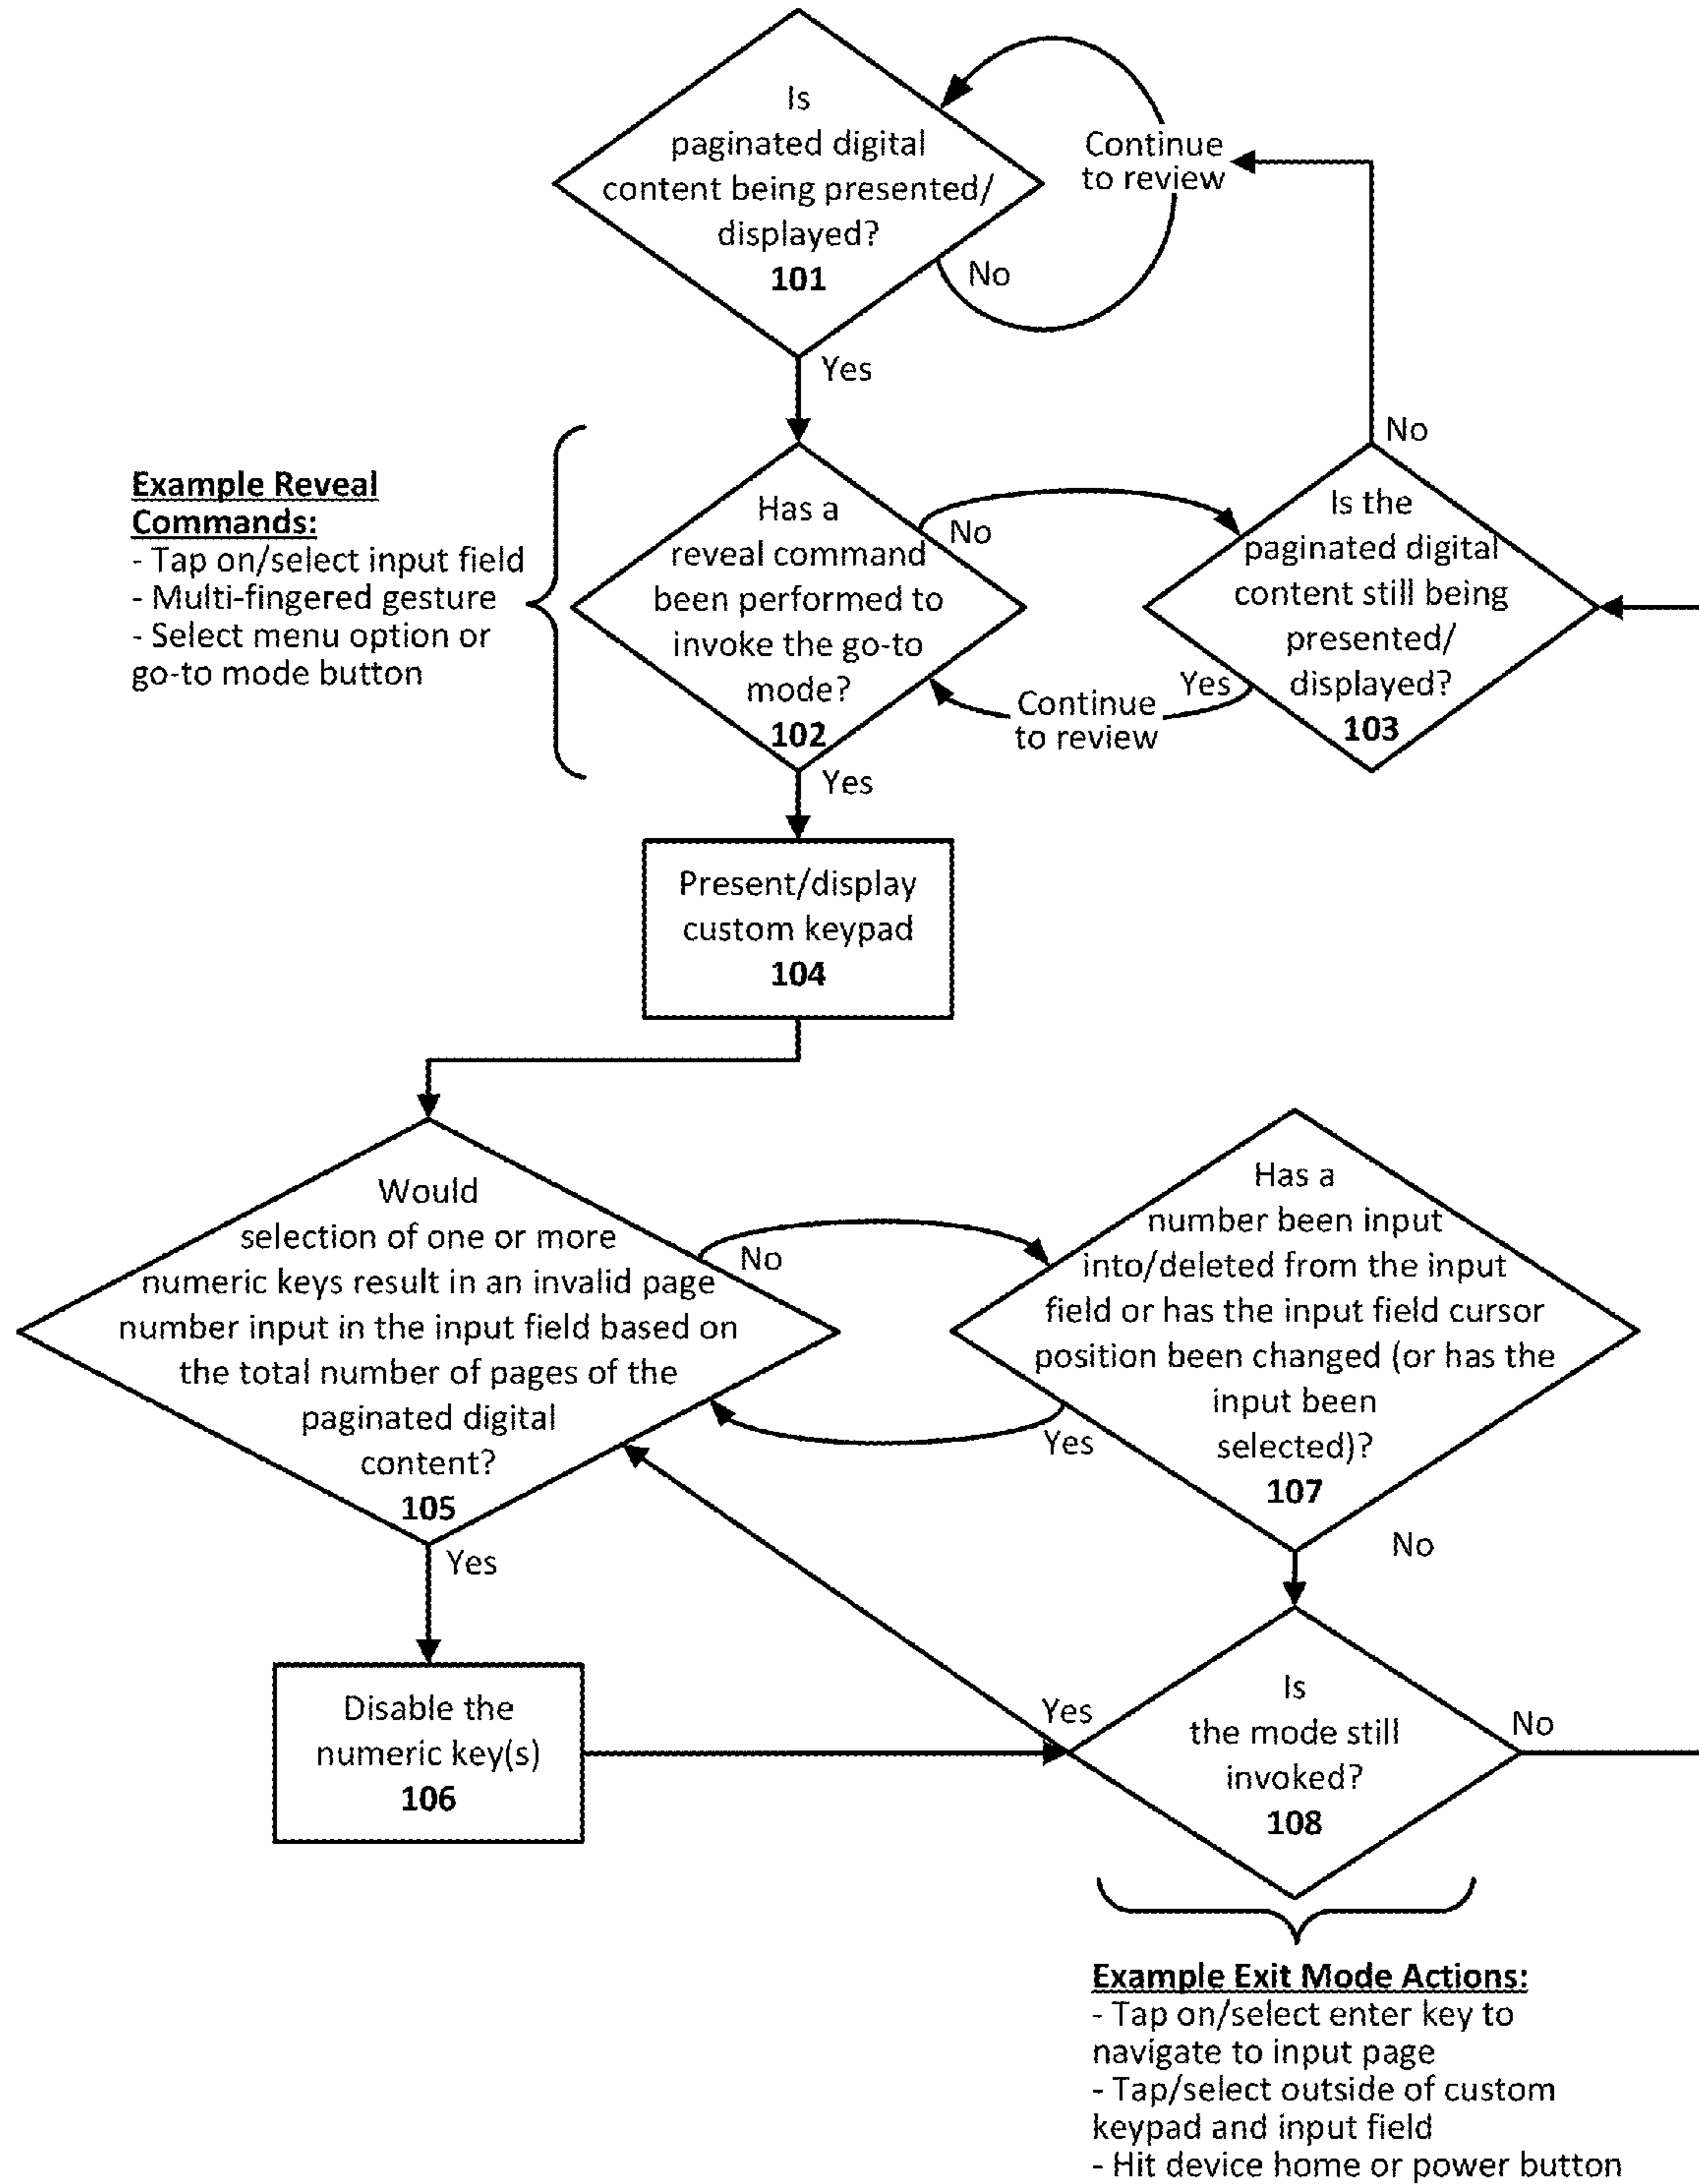 Is
paginated digital
content being presented/
displayed?
101
Continue
to review
No
Yes
Example Reveal
Commands:
- Tap on/select input field
- Multi-fingered gesture
- Select menu option or
go-to mode button
Has a
reveal command
been performed to
invoke the go-to
mode?
102
No
Yes
Continue
to review
No
Is the
paginated digital
content still being
presented/
displayed?
103
Yes
Present/display
custom keypad
104
Would
selection of one or more
numeric keys result in an invalid page
number input in the input field based on
the total number of pages of the
paginated digital
content?
105
No
Yes
Has a
number been input
into/deleted from the input
field or has the input field cursor
position been changed (or has the
input been
selected)?
107
Yes
No
Disable the
numeric key(s)
106
Yes
Is
the mode still
invoked?
108
No
Example Exit Mode Actions:
- Tap on/select enter key to
navigate to input page
- Tap/select outside of custom
keypad and input field
- Hit device home or power button